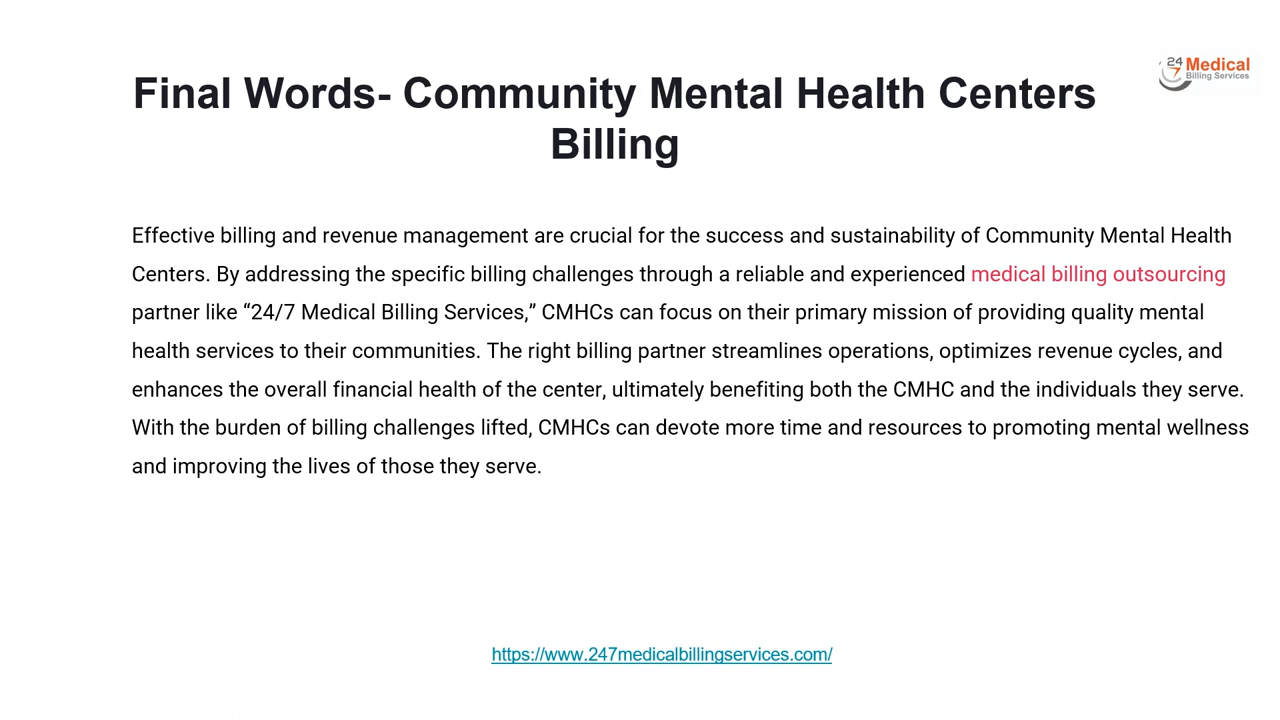 Final Words- Community Mental Health Centers
Billing
24
7
Medical
Billing Services
Effective billing and revenue management are crucial for the success and sustainability of Community Mental Health
Centers. By addressing the specific billing challenges through a reliable and experienced medical billing outsourcing
partner like “24/7 Medical Billing Services,” CMHCs can focus on their primary mission of providing quality mental
health services to their communities. The right billing partner streamlines operations, optimizes revenue cycles, and
enhances the overall financial health of the center, ultimately benefiting both the CMHC and the individuals they serve.
With the burden of billing challenges lifted, CMHCs can devote more time and resources to promoting mental wellness
and improving the lives of those they serve.
https://www.247medicalbillingservices.com/